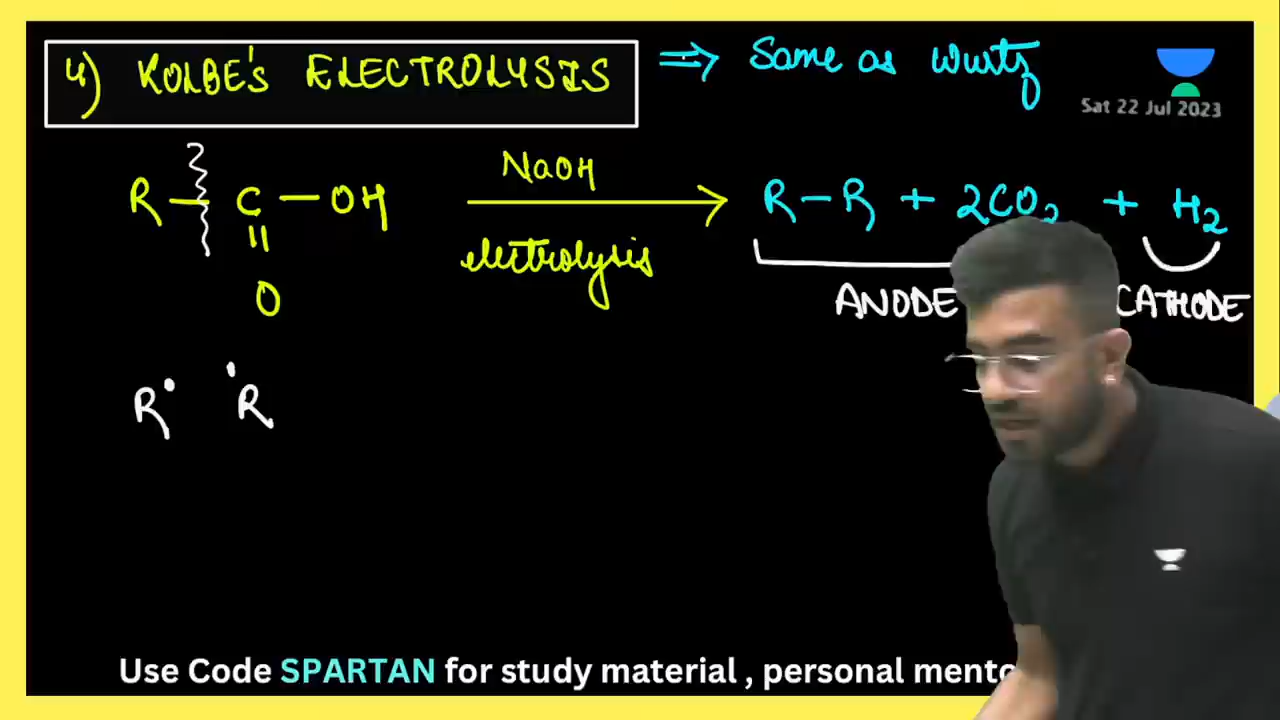 4) KOLBE'S ELECTROLYSIS ⇒ Same as Wurtz
Sat 22 Jul 2023
R – C – OH NaOH electrolysis → R – R + 2CO2 + H2
||
O
ANODE CATHODE
R• •R
Use Code SPARTAN for study material , personal